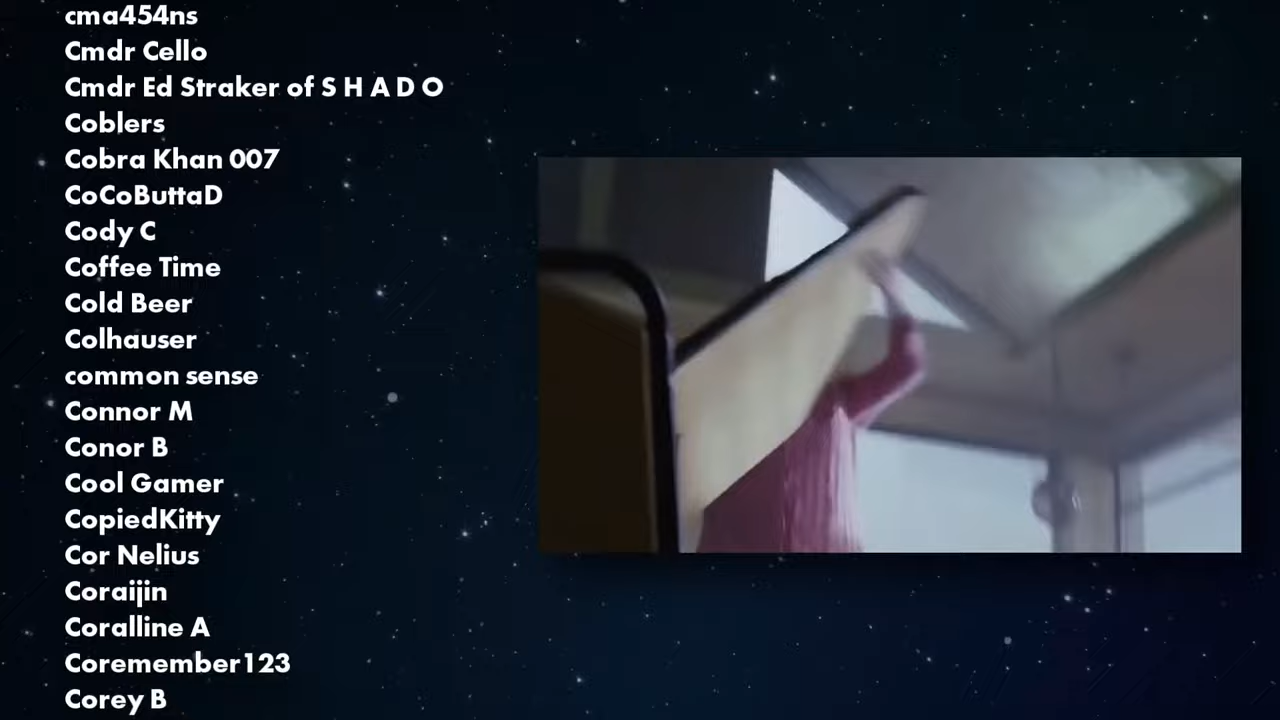 cma454ns
Cmdr Cello
Cmdr Ed Straker of S H A D O
Coblers
Cobra Khan 007
CoCoButtaD
Cody C
Coffee Time
Cold Beer
Colhauser
common sense
Connor M
Conor B
Cool Gamer
CopiedKitty
Cor Nelius
Coraijin
Coralline A
Coremember123
Corey B